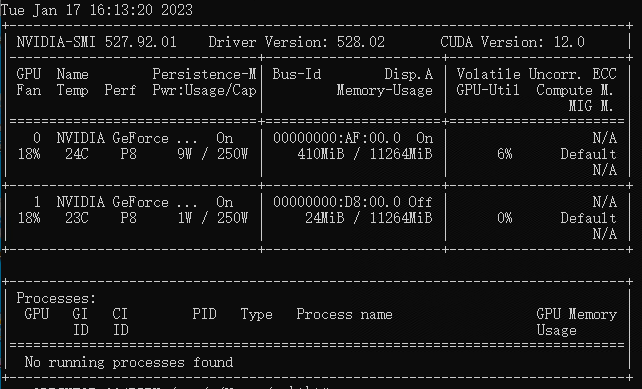 Tue Jan 17 16:13:20 2023
NVIDIA-SMI 527.92.01 Driver Version: 528.02 CUDA Version: 12.0
GPU Name Persistence-M Bus-Id Disp.A Volatile Uncorr. ECC
Fan Temp Perf Pwr:Usage/Cap Memory-Usage GPU-Util Compute M.
MIG M.
0 NVIDIA GeForce ... On 00000000:AF:00.0 On N/A
18% 24C P8 9W / 250W 410MiB / 11264MiB 6% Default
N/A
1 NVIDIA GeForce ... On 00000000:D8:00.0 Off N/A
18% 23C P8 1W / 250W 24MiB / 11264MiB 0% Default
N/A
Processes:
GPU GI CI PID Type Process name GPU Memory
ID ID Usage
No running processes found